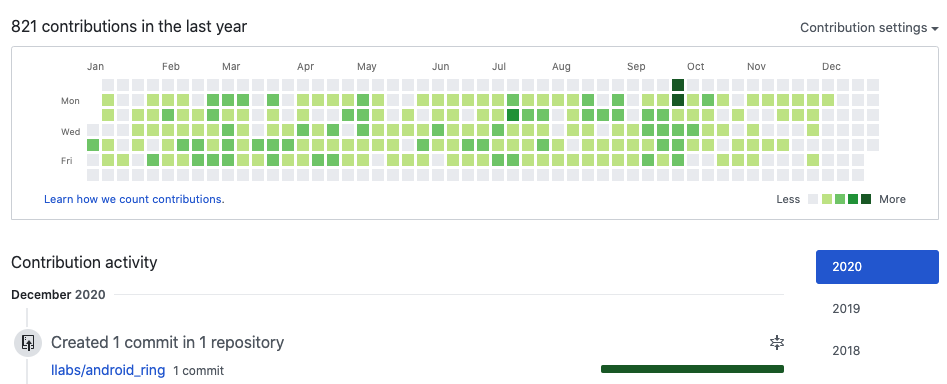 821 contributions in the last year
Contribution settings
Jan Feb Mar Apr May Jun Jul Aug Sep Oct Nov Dec
Mon
Wed
Fri
Learn how we count contributions.
Less More
Contribution activity
2020
December 2020
2019
Created 1 commit in 1 repository
2018
llabs/android_ring 1 commit